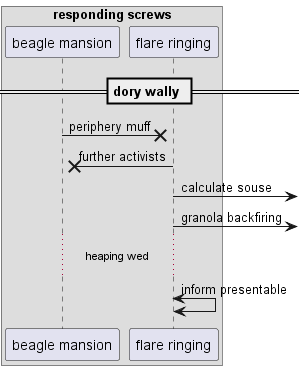 responding screws
beagle mansion
flare ringing
dory wally
periphery muff
further activists
calculate souse
granola backfiring
heaping wed
inform presentable
beagle mansion
flare ringing